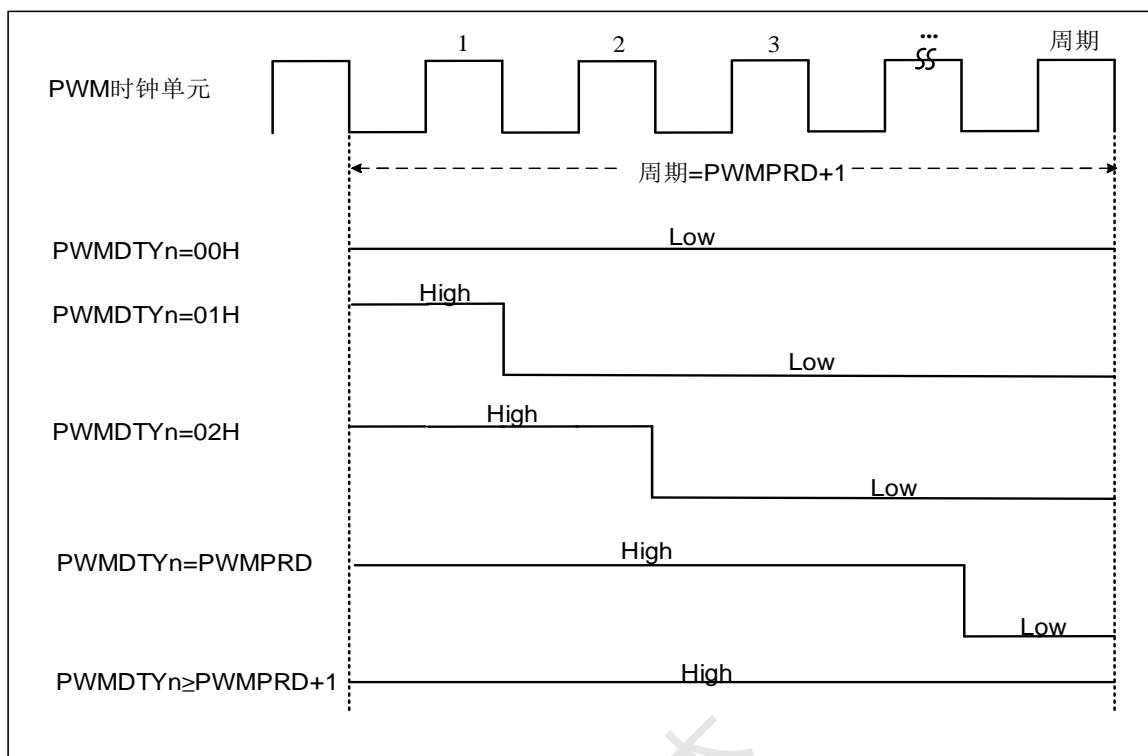 1 2 3 ... 周期
PWM时钟单元
周期=PWMPRD+1
PWMDTYn=00H Low
PWMDTYn=01H High Low
PWMDTYn=02H High Low
PWMDTYn=PWMPRD High Low
PWMDTYn≥PWMPRD+1 High